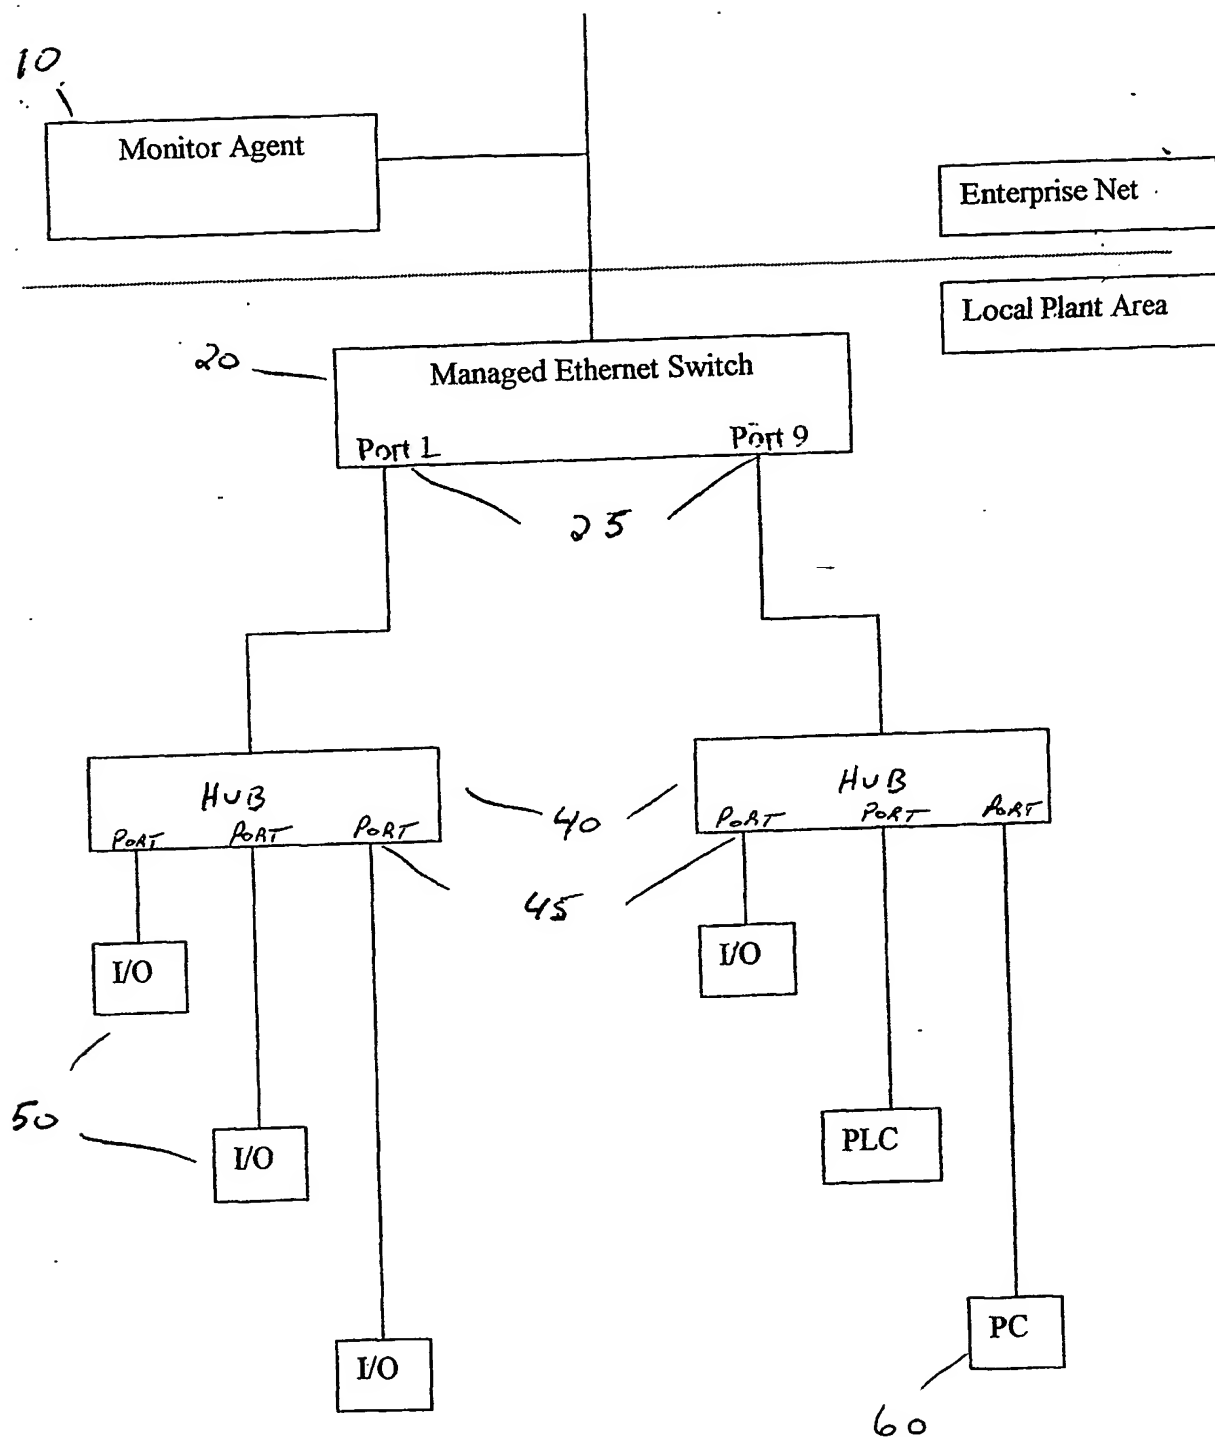 10
Monitor Agent
Enterprise Net
Local Plant Area
20
Managed Ethernet Switch
Port 1
Port 9
25
HUB
HUB
40
PORT PORT PORT
PORT PORT PORT
45
I/O
I/O
50
I/O
PLC
PC
I/O
60